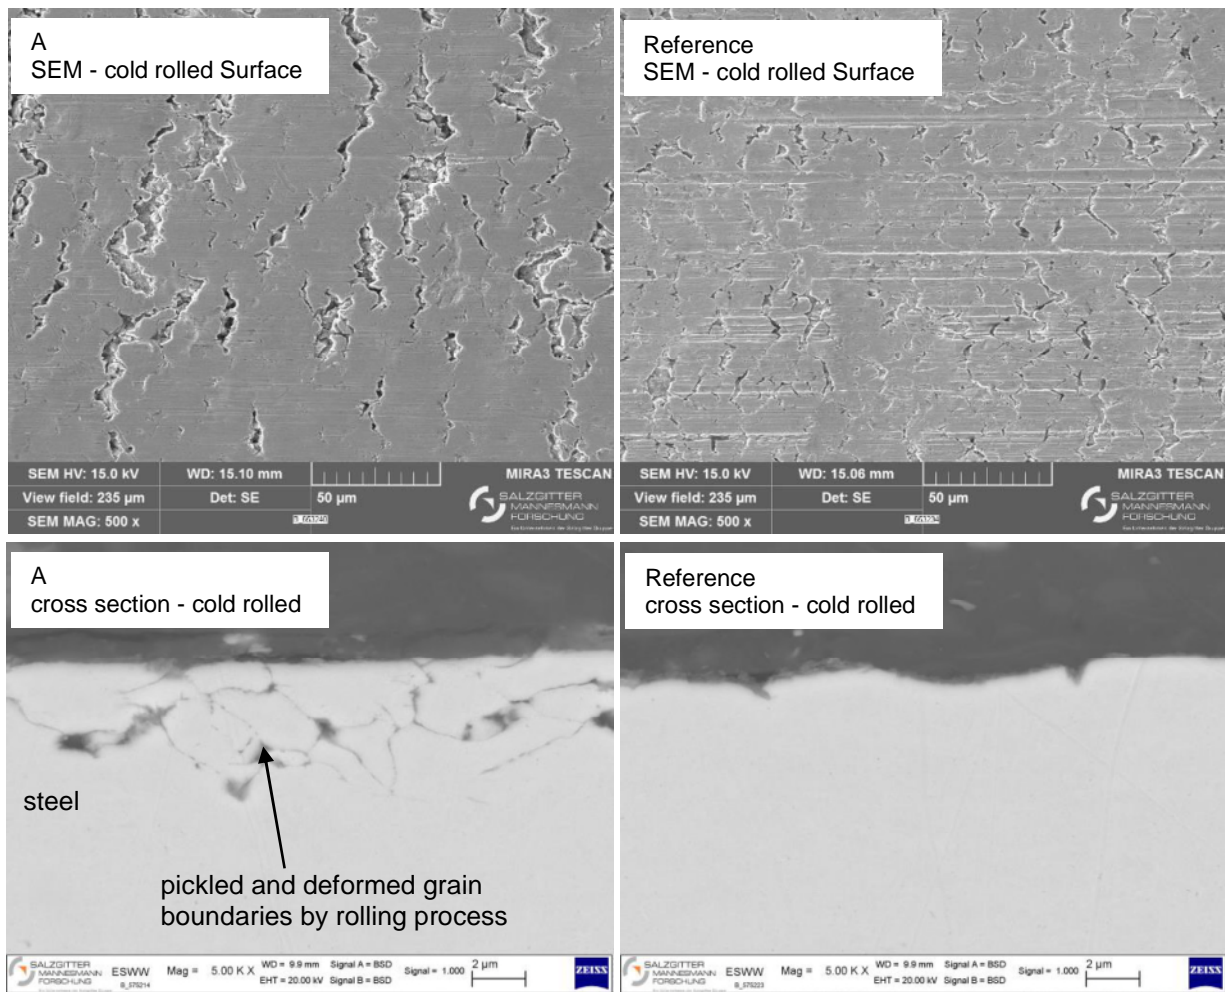 A
SEM - cold rolled Surface
Reference
SEM - cold rolled Surface
SEM HV: 15.0 kV
WD: 15.10 mm
MIRA3 TESCAN
View field: 235 µm
Det: SE
50 µm
SEM MAG: 500 x
SALZGITTER
MANNESMANN
FORSCHUNG
SEM HV: 15.0 kV
WD: 15.06 mm
MIRA3 TESCAN
View field: 235 µm
Det: SE
50 µm
SEM MAG: 500 x
SALZGITTER
MANNESMANN
FORSCHUNG
A
cross section - cold rolled
steel
pickled and deformed grain
boundaries by rolling process
Reference
cross section - cold rolled
SALZGITTER
MANNESMANN
FORSCHUNG
ESWW
Mag = 5.00 K X
WD = 9.9 mm Signal A = BSD
EHT = 20.00 kV Signal B = BSD
Signal = 1.000
2 µm
ZEISS
SALZGITTER
MANNESMANN
FORSCHUNG
ESWW
Mag = 5.00 K X
WD = 9.9 mm Signal A = BSD
EHT = 20.00 kV Signal B = BSD
Signal = 1.000
2 µm
ZEISS